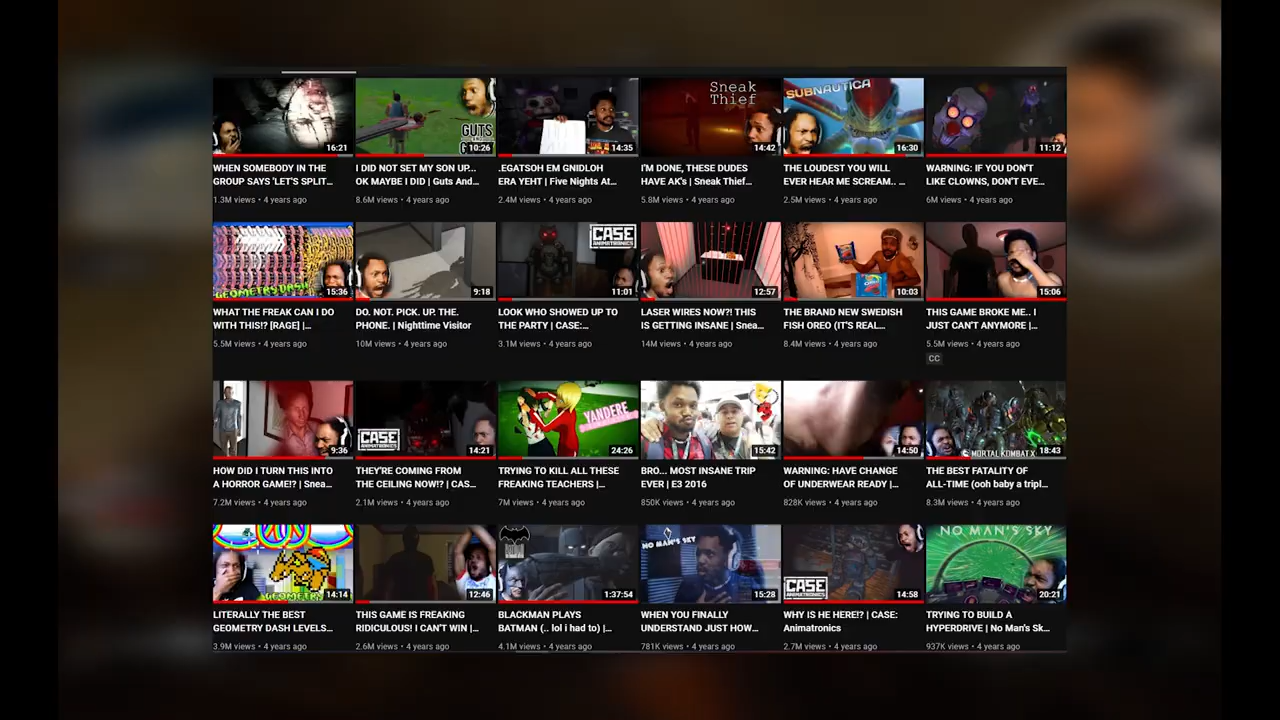 Sneak
Thief
SUBNAUTICA
GUTS
16:21
10:26
14:35
14:42
16:30
11:12
WHEN SOMEBODY IN THE
GROUP SAYS 'LET'S SPLIT...
1.3M views • 4 years ago
I DID NOT SET MY SON UP...
OK MAYBE I DID | Guts And...
8.6M views • 4 years ago
.EGATSOH EM GNIDLOH
ERA YEHT | Five Nights At...
2.4M views • 4 years ago
I'M DONE, THESE DUDES
HAVE AK's | Sneak Thief...
5.8M views • 4 years ago
THE LOUDEST YOU WILL
EVER HEAR ME SCREAM.. ...
2.5M views • 4 years ago
WARNING: IF YOU DON'T
LIKE CLOWNS, DON'T EVE...
6M views • 4 years ago
CASE
ANIMATRONICS
GEOMETRY DASH
15:36
9:18
11:01
12:57
10:03
15:06
WHAT THE FREAK CAN I DO
WITH THIS!? [RAGE] |...
5.5M views • 4 years ago
DO. NOT. PICK. UP. THE.
PHONE. | Nighttime Visitor
10M views • 4 years ago
LOOK WHO SHOWED UP TO
THE PARTY | CASE:...
3.1M views • 4 years ago
LASER WIRES NOW?! THIS
IS GETTING INSANE | Snea...
14M views • 4 years ago
THE BRAND NEW SWEDISH
FISH OREO (IT'S REAL...
8.4M views • 4 years ago
THIS GAME BROKE ME.. I
JUST CAN'T ANYMORE |...
5.5M views • 4 years ago
CC
CASE
ANIMATRONICS
YANDERE
MORTAL KOMBAT X
9:36
14:21
24:26
15:42
14:50
18:43
HOW DID I TURN THIS INTO
A HORROR GAME!? | Snea...
7.2M views • 4 years ago
THEY'RE COMING FROM
THE CEILING NOW!? | CAS...
2.1M views • 4 years ago
TRYING TO KILL ALL THESE
FREAKING TEACHERS |...
7M views • 4 years ago
BRO... MOST INSANE TRIP
EVER | E3 2016
850K views • 4 years ago
WARNING: HAVE CHANGE
OF UNDERWEAR READY |...
828K views • 4 years ago
THE BEST FATALITY OF
ALL-TIME (ooh baby a tripl...
8.3M views • 4 years ago
NO MAN'S SKY
CASE
ANIMATRONICS
NO MAN'S SKY
GEOMETRY
14:14
12:46
1:37:54
15:28
14:58
20:21
LITERALLY THE BEST
GEOMETRY DASH LEVELS...
3.9M views • 4 years ago
THIS GAME IS FREAKING
RIDICULOUS! I CAN'T WIN |...
2.6M views • 4 years ago
BLACKMAN PLAYS
BATMAN (.. lol i had to) |...
4.1M views • 4 years ago
WHEN YOU FINALLY
UNDERSTAND JUST HOW...
781K views • 4 years ago
WHY IS HE HERE!? | CASE:
Animatronics
2.7M views • 4 years ago
TRYING TO BUILD A
HYPERDRIVE | No Man's Sk...
937K views • 4 years ago